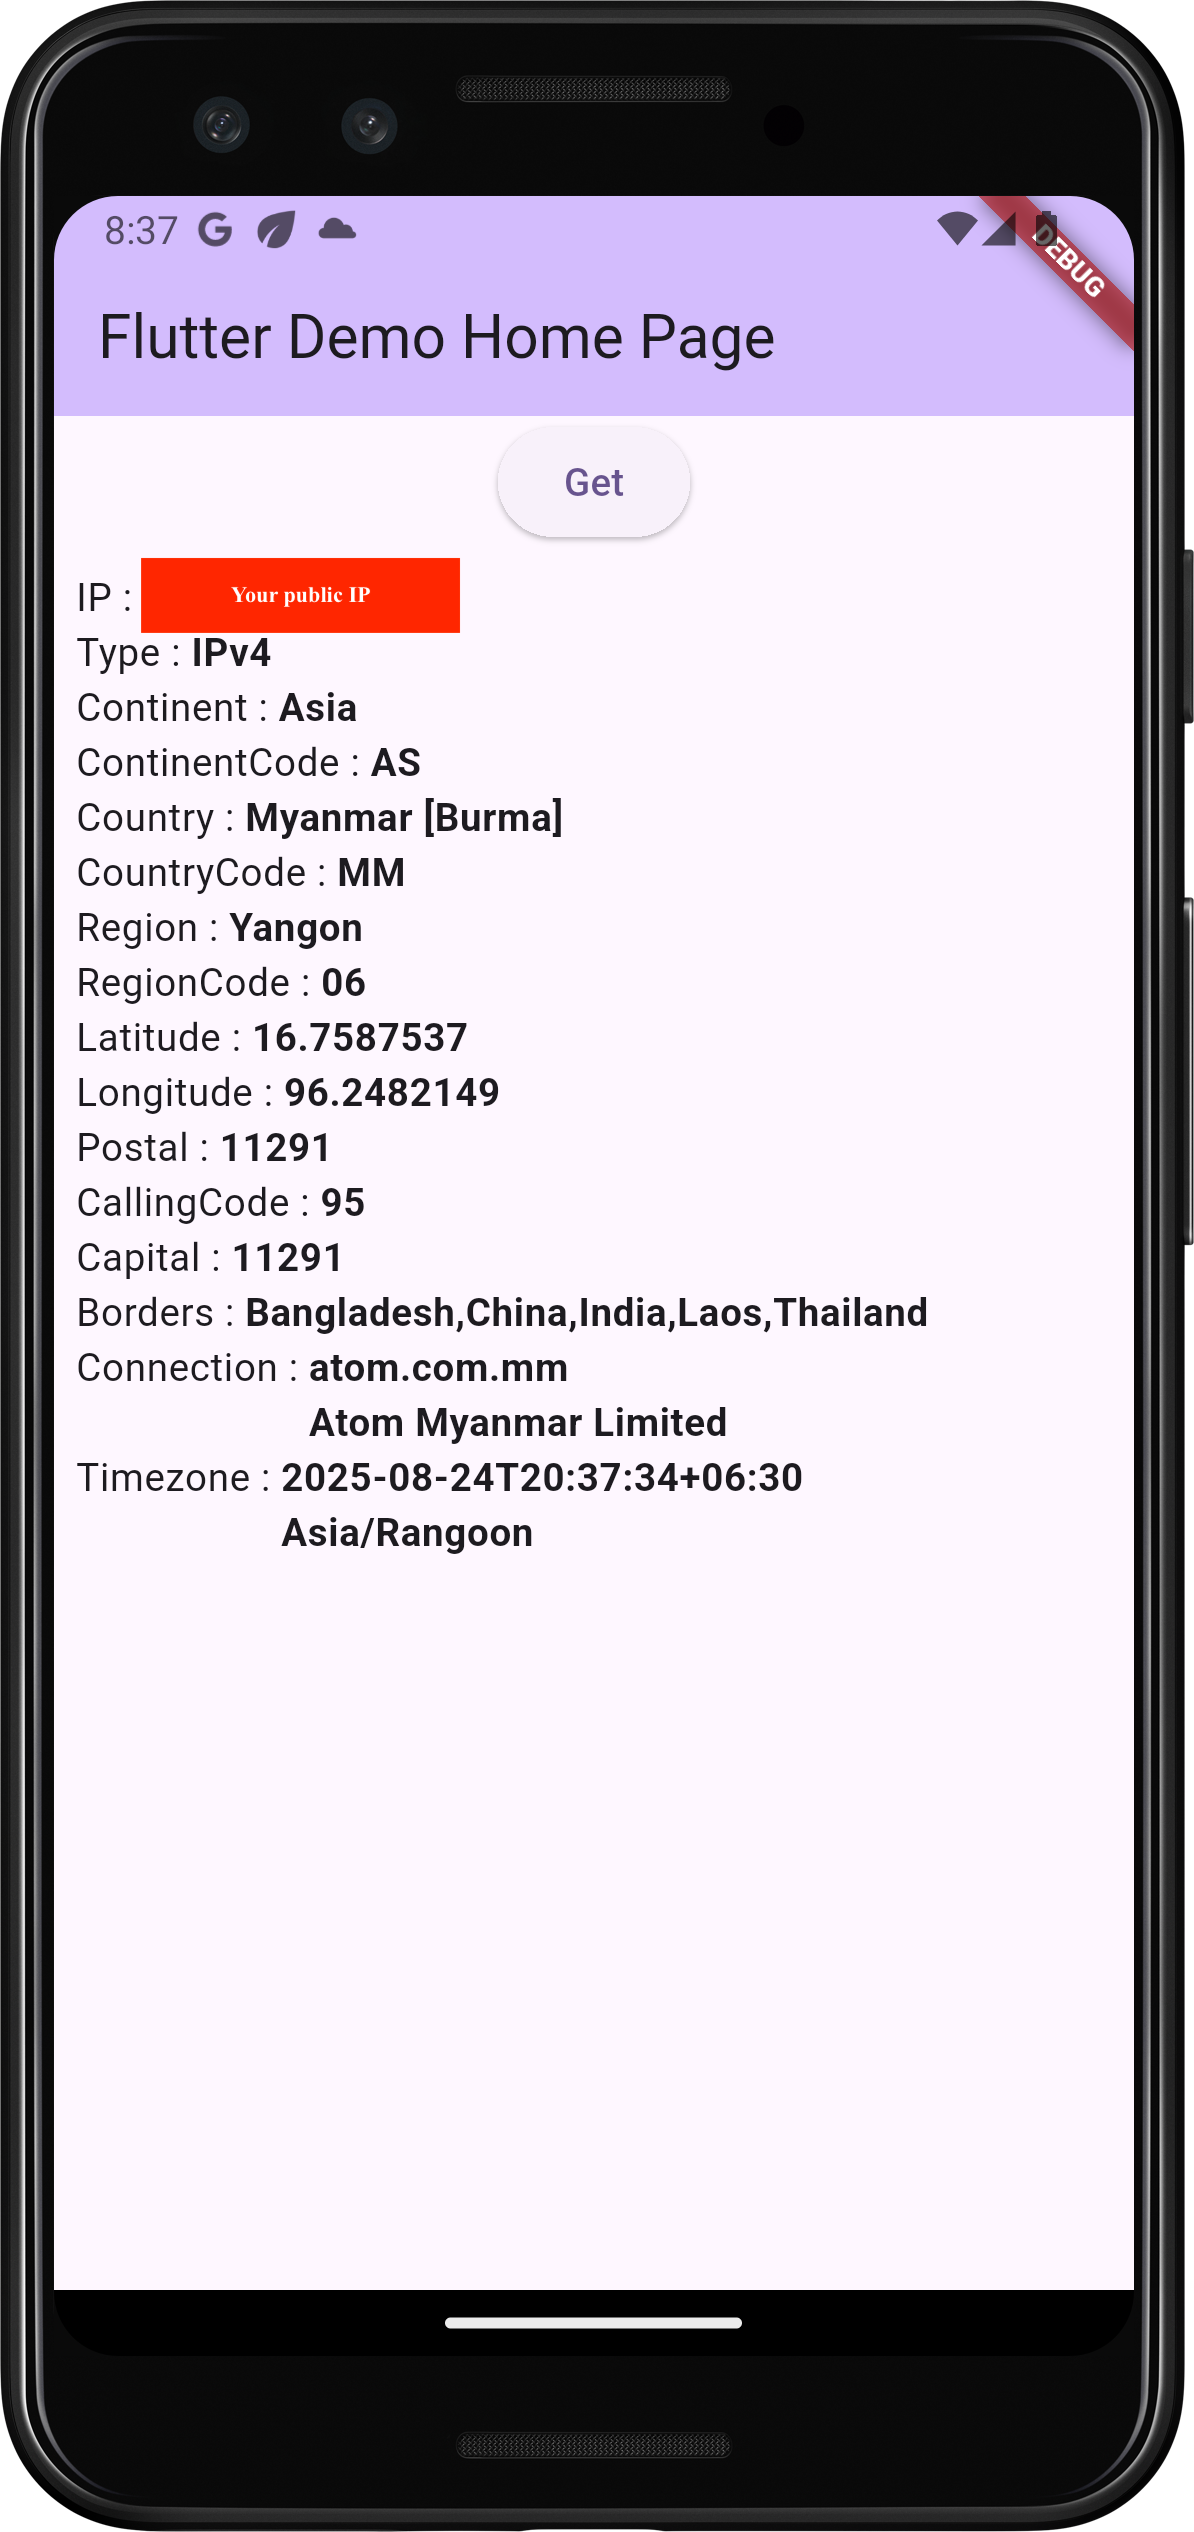 8:37
DEBUG
Flutter Demo Home Page
Get
IP : Your public IP
Type : IPv4
Continent : Asia
ContinentCode : AS
Country : Myanmar [Burma]
CountryCode : MM
Region : Yangon
RegionCode : 06
Latitude : 16.7587537
Longitude : 96.2482149
Postal : 11291
CallingCode : 95
Capital : 11291
Borders : Bangladesh,China,India,Laos,Thailand
Connection : atom.com.mm
Atom Myanmar Limited
Timezone : 2025-08-24T20:37:34+06:30
Asia/Rangoon